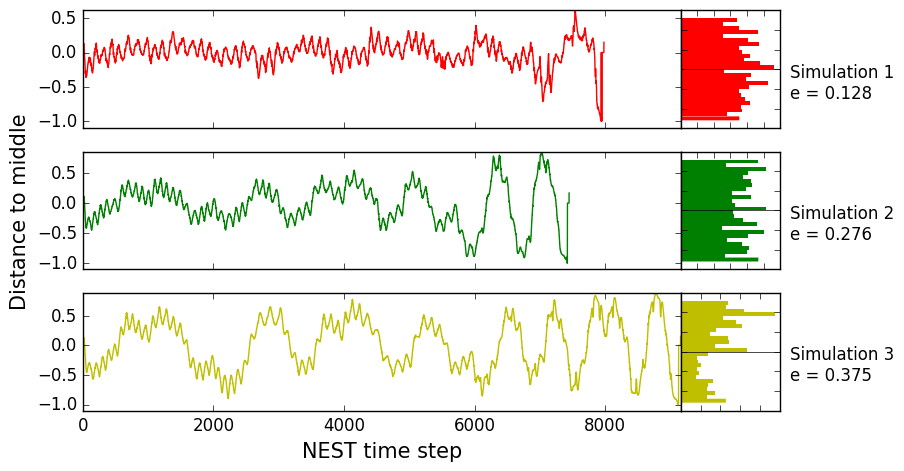 0.5
0.0
−0.5
−1.0
Simulation 1
e = 0.128
0.5
0.0
−0.5
−1.0
Simulation 2
e = 0.276
0.5
0.0
−0.5
−1.0
Simulation 3
e = 0.375
Distance to middle
0 2000 4000 6000 8000
NEST time step